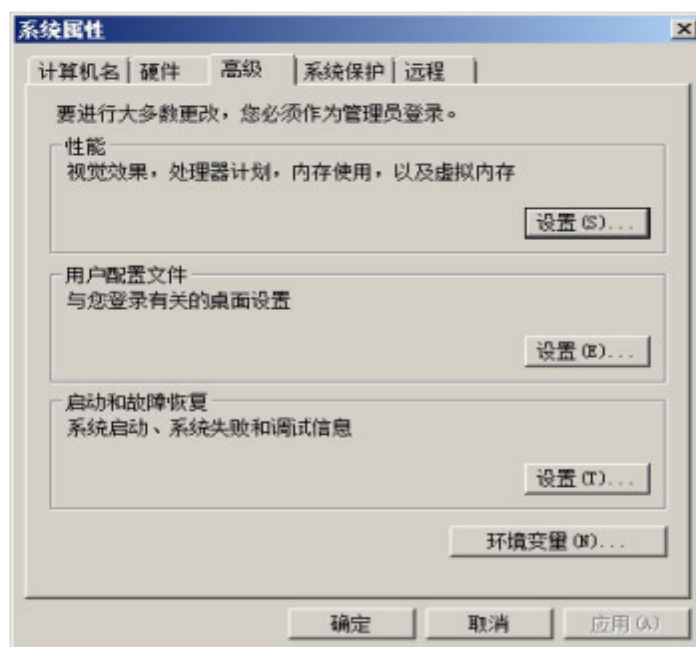 系统属性
计算机名 硬件 高级 系统保护 远程
要进行大多数更改，您必须作为管理员登录。
性能
视觉效果，处理器计划，内存使用，以及虚拟内存
设置(S)...
用户配置文件
与您登录有关的桌面设置
设置(E)...
启动和故障恢复
系统启动、系统失败和调试信息
设置(T)...
环境变量(N)...
确定 取消 应用(A)